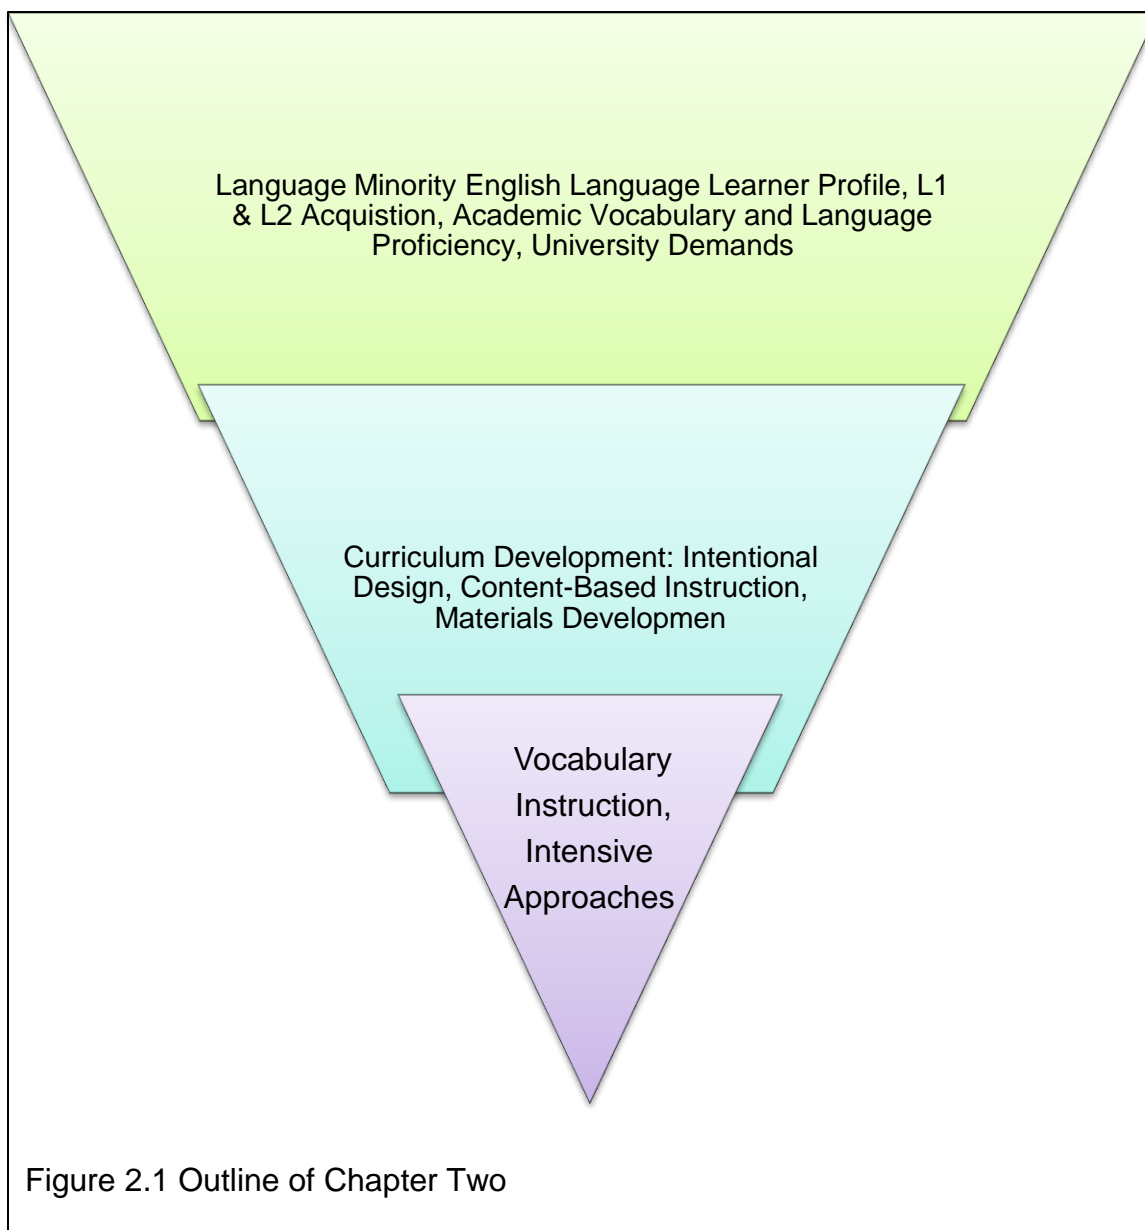 Language Minority English Language Learner Profile, L1
& L2 Acquistion, Academic Vocabulary and Language
Proficiency, University Demands
Curriculum Development: Intentional
Design, Content-Based Instruction,
Materials Developmen
Vocabulary
Instruction,
Intensive
Approaches
Figure 2.1 Outline of Chapter Two